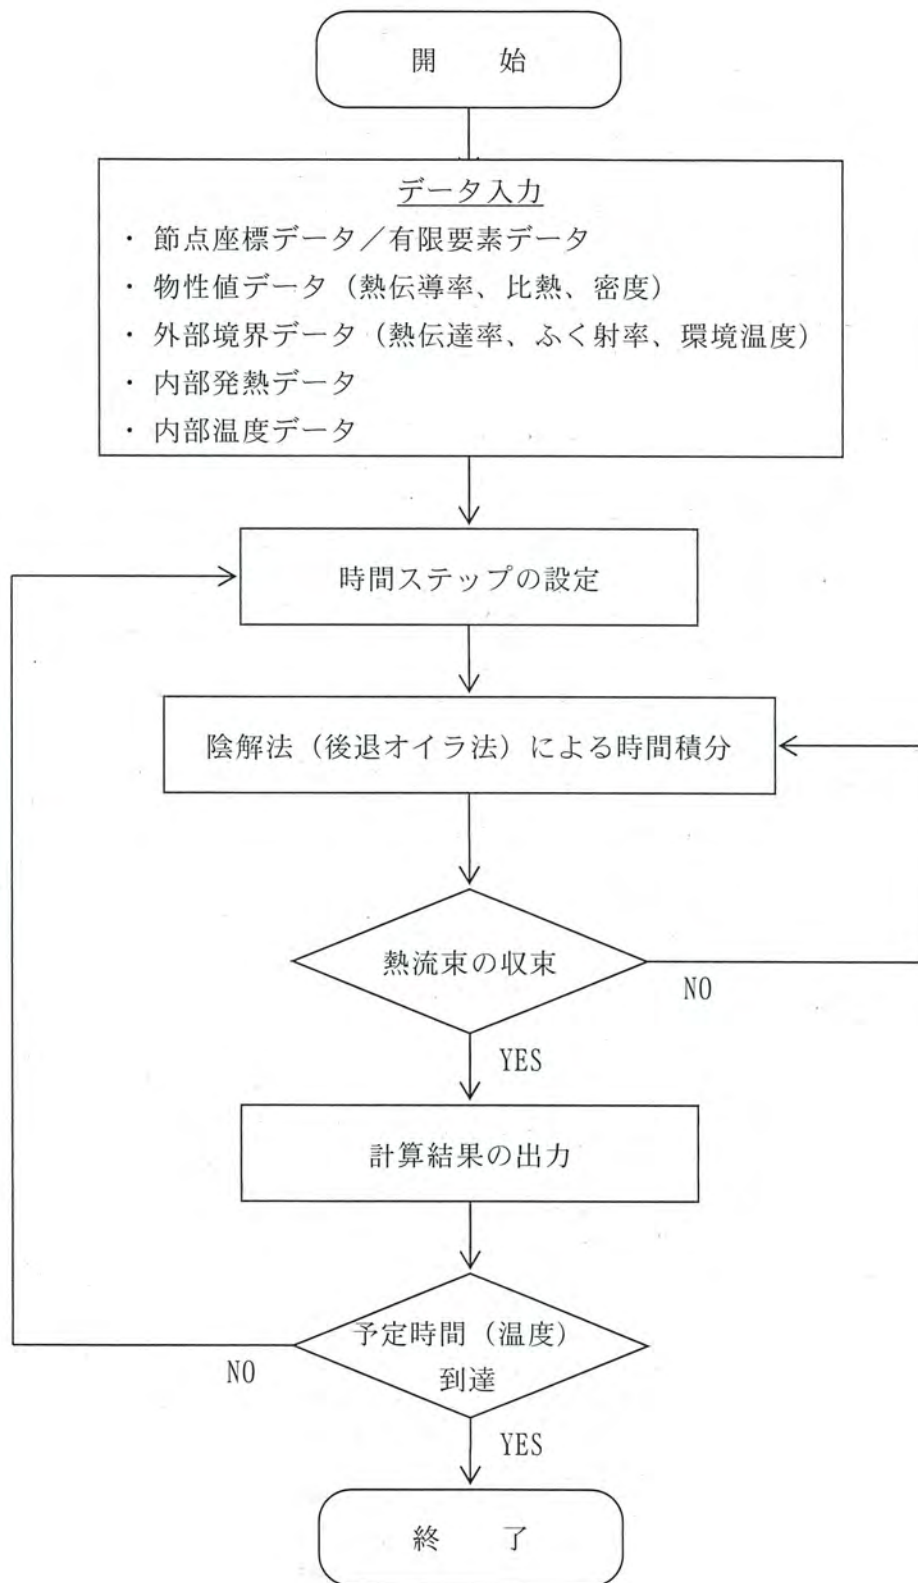 開　　始
データ入力
・ 節点座標データ／有限要素データ
・ 物性値データ（熱伝導率、比熱、密度）
・ 外部境界データ（熱伝達率、ふく射率、環境温度）
・ 内部発熱データ
・ 内部温度データ
時間ステップの設定
陰解法（後退オイラ法）による時間積分
熱流束の収束
NO
YES
計算結果の出力
予定時間（温度）
到達
NO
YES
終　　了